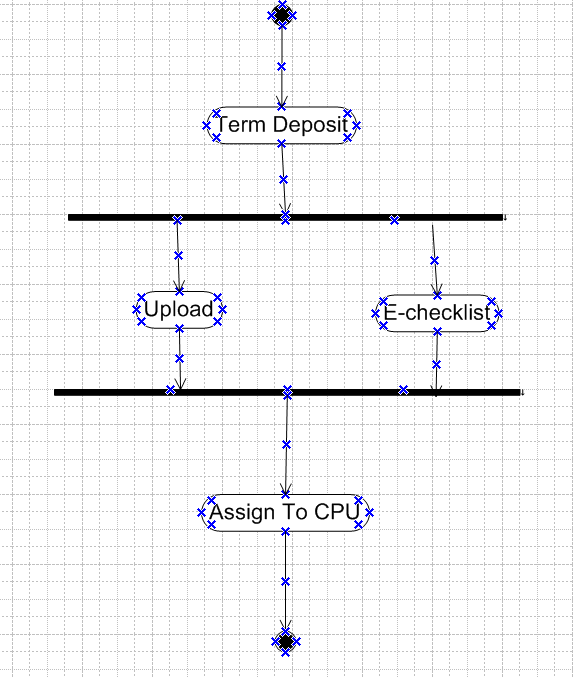 Term Deposit
Upload
E-checklist
Assign To CPU